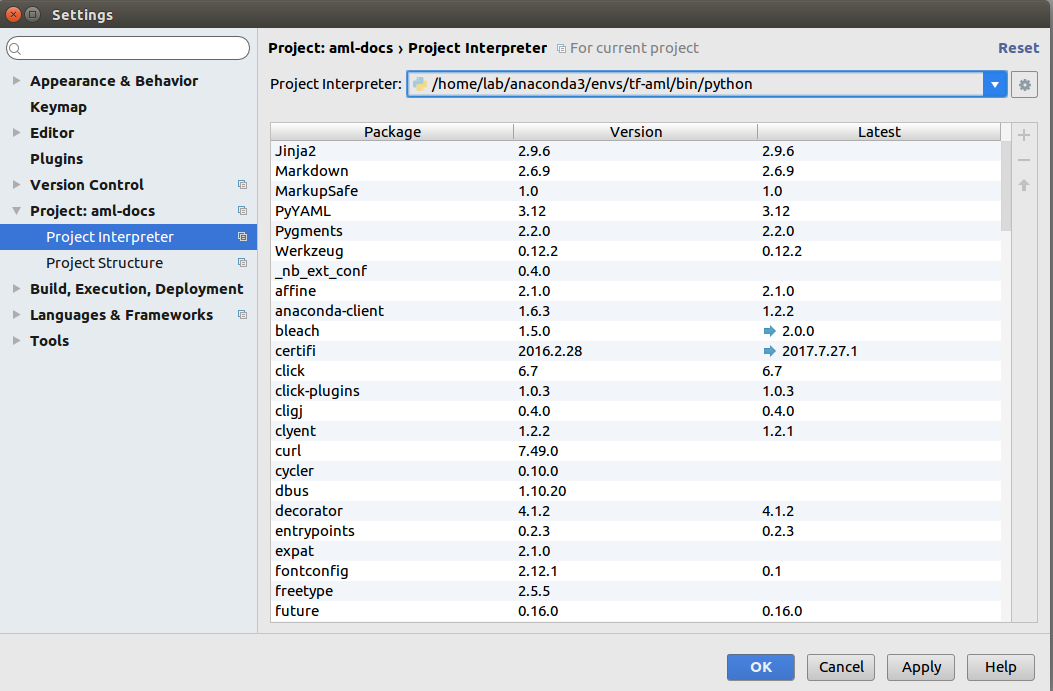 Settings
Project: aml-docs › Project Interpreter For current project Reset
Project Interpreter: /home/lab/anaconda3/envs/tf-aml/bin/python
Appearance & Behavior
Keymap
Editor
Plugins
Version Control
Project: aml-docs
Project Interpreter
Project Structure
Build, Execution, Deployment
Languages & Frameworks
Tools
Package Version Latest
Jinja2 2.9.6 2.9.6
Markdown 2.6.9 2.6.9
MarkupSafe 1.0 1.0
PyYAML 3.12 3.12
Pygments 2.2.0 2.2.0
Werkzeug 0.12.2 0.12.2
_nb_ext_conf 0.4.0
affine 2.1.0 2.1.0
anaconda-client 1.6.3 1.2.2
bleach 1.5.0 2.0.0
certifi 2016.2.28 2017.7.27.1
click 6.7 6.7
click-plugins 1.0.3 1.0.3
cligj 0.4.0 0.4.0
clyent 1.2.2 1.2.1
curl 7.49.0
cycler 0.10.0
dbus 1.10.20
decorator 4.1.2 4.1.2
entrypoints 0.2.3 0.2.3
expat 2.1.0
fontconfig 2.12.1 0.1
freetype 2.5.5
future 0.16.0 0.16.0
OK Cancel Apply Help